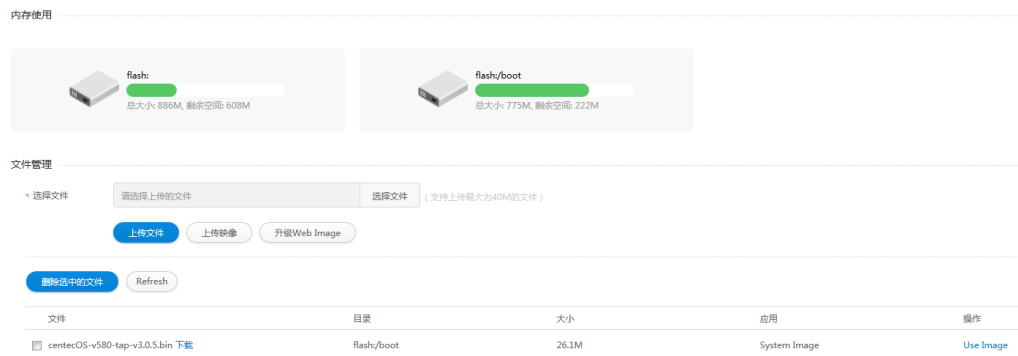 内存使用
flash:
总大小: 886M, 剩余空间: 608M
flash:/boot
总大小: 775M, 剩余空间: 222M
文件管理
* 选择文件 请选择上传的文件 选择文件 ( 支持上传最大为40M的文件 )
上传文件 上传映像 升级Web Image
删除选中的文件 Refresh
文件 目录 大小 应用 操作
centecOS-v580-tap-v3.0.5.bin 下载 flash:/boot 26.1M System Image Use Image